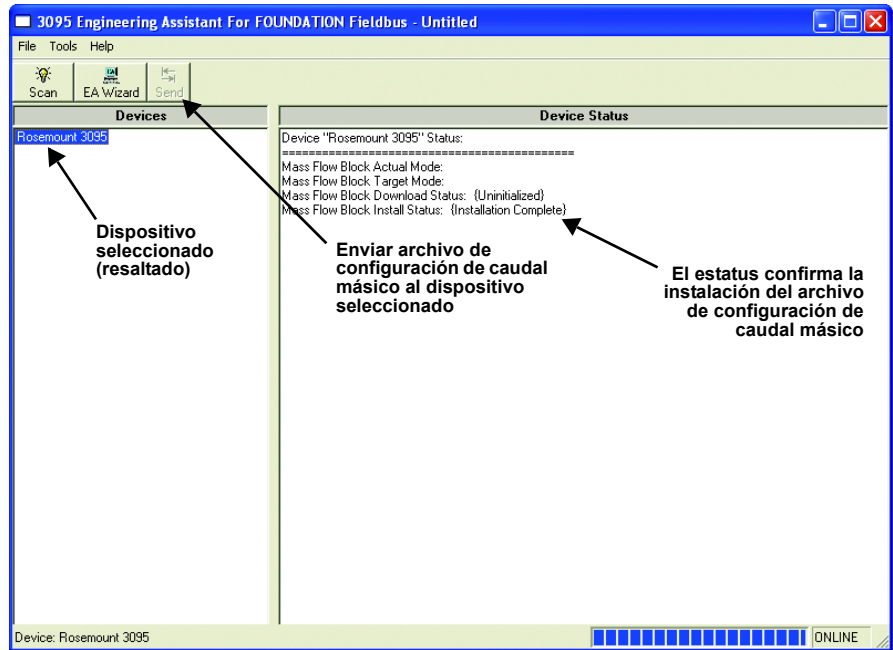 3095 Engineering Assistant For FOUNDATION Fieldbus - Untitled
File Tools Help
Scan
EA Wizard
Send
Devices
Device Status
Rosemount 3095
Device "Rosemount 3095" Status:
============================================
Mass Flow Block Actual Mode:
Mass Flow Block Target Mode:
Mass Flow Block Download Status: {Uninitialized}
Mass Flow Block Install Status: {Installation Complete}
Dispositivo
seleccionado
(resaltado)
Enviar archivo de
configuración de caudal
másico al dispositivo
seleccionado
El estatus confirma la
instalación del archivo
de configuración de
caudal másico
Device: Rosemount 3095
ONLINE